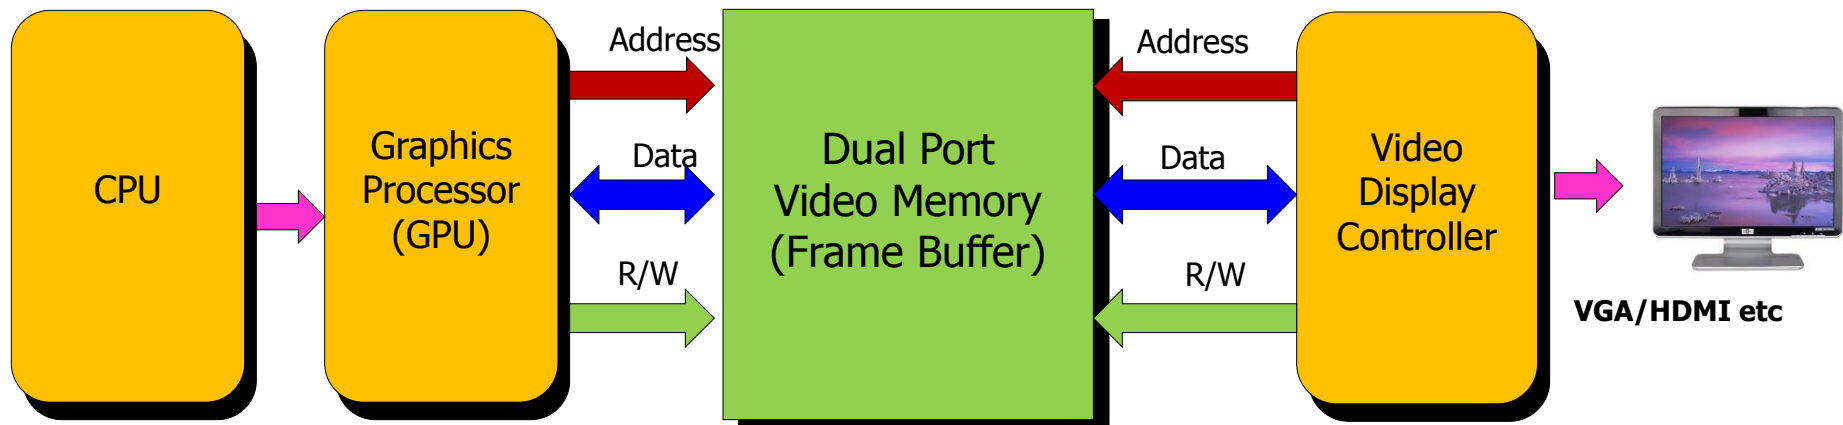 CPU
Graphics
Processor
(GPU)
Address
Data
R/W
Dual Port
Video Memory
(Frame Buffer)
Address
Data
R/W
Video
Display
Controller
VGA/HDMI etc